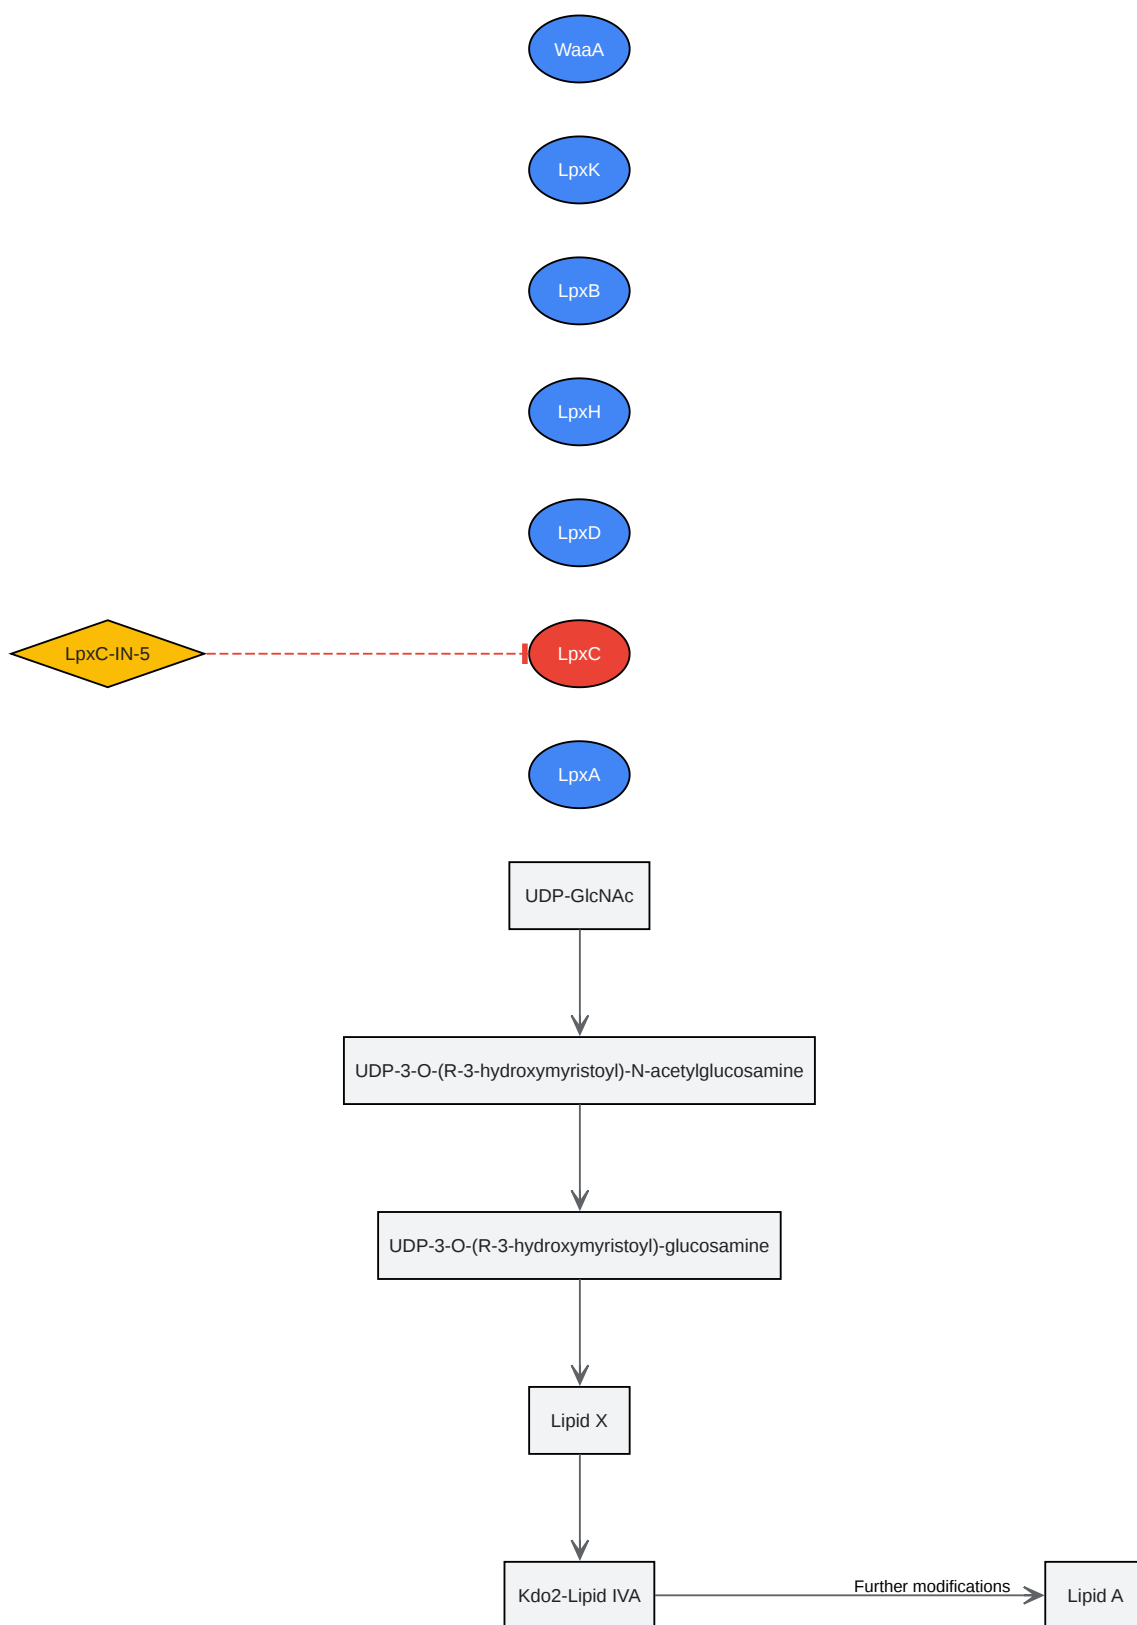 WaaA
LpxK
LpxB
LpxH
LpxD
LpxC-IN-5
LpxC
LpxA
UDP-GlcNAc
UDP-3-O-(R-3-hydroxymyristoyl)-N-acetylglucosamine
UDP-3-O-(R-3-hydroxymyristoyl)-glucosamine
Lipid X
Kdo2-Lipid IVA
Further modifications
Lipid A